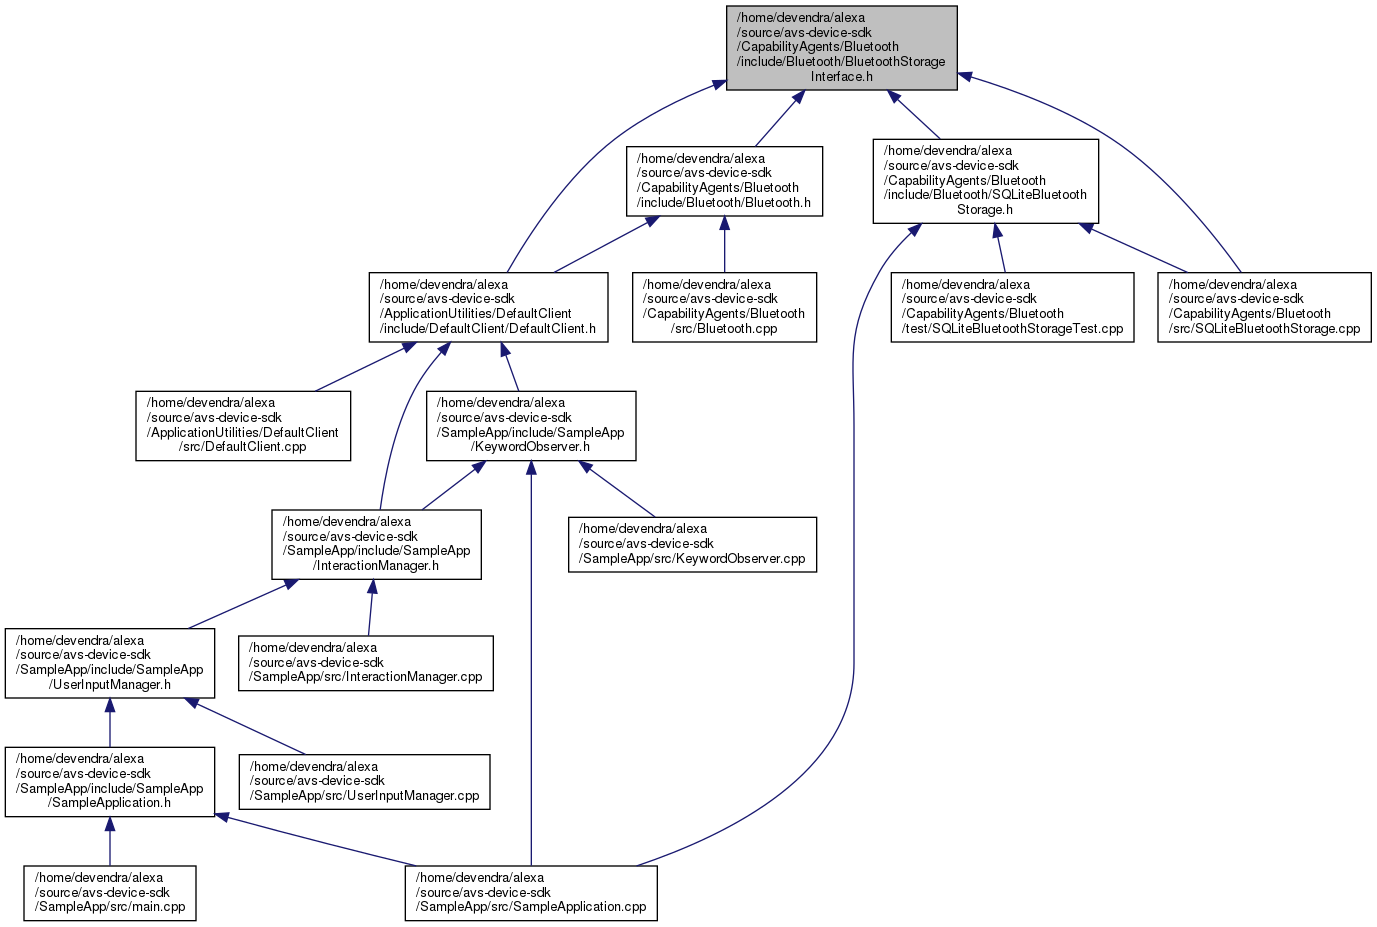 /home/devendra/alexa
/source/avs-device-sdk
/CapabilityAgents/Bluetooth
/include/Bluetooth/BluetoothStorage
Interface.h
/home/devendra/alexa
/source/avs-device-sdk
/CapabilityAgents/Bluetooth
/include/Bluetooth/Bluetooth.h
/home/devendra/alexa
/source/avs-device-sdk
/CapabilityAgents/Bluetooth
/include/Bluetooth/SQLiteBluetooth
Storage.h
/home/devendra/alexa
/source/avs-device-sdk
/ApplicationUtilities/DefaultClient
/include/DefaultClient/DefaultClient.h
/home/devendra/alexa
/source/avs-device-sdk
/CapabilityAgents/Bluetooth
/src/Bluetooth.cpp
/home/devendra/alexa
/source/avs-device-sdk
/CapabilityAgents/Bluetooth
/test/SQLiteBluetoothStorageTest.cpp
/home/devendra/alexa
/source/avs-device-sdk
/CapabilityAgents/Bluetooth
/src/SQLiteBluetoothStorage.cpp
/home/devendra/alexa
/source/avs-device-sdk
/ApplicationUtilities/DefaultClient
/src/DefaultClient.cpp
/home/devendra/alexa
/source/avs-device-sdk
/SampleApp/include/SampleApp
/KeywordObserver.h
/home/devendra/alexa
/source/avs-device-sdk
/SampleApp/include/SampleApp
/InteractionManager.h
/home/devendra/alexa
/source/avs-device-sdk
/SampleApp/src/KeywordObserver.cpp
/home/devendra/alexa
/source/avs-device-sdk
/SampleApp/include/SampleApp
/UserInputManager.h
/home/devendra/alexa
/source/avs-device-sdk
/SampleApp/src/InteractionManager.cpp
/home/devendra/alexa
/source/avs-device-sdk
/SampleApp/include/SampleApp
/SampleApplication.h
/home/devendra/alexa
/source/avs-device-sdk
/SampleApp/src/UserInputManager.cpp
/home/devendra/alexa
/source/avs-device-sdk
/SampleApp/src/main.cpp
/home/devendra/alexa
/source/avs-device-sdk
/SampleApp/src/SampleApplication.cpp